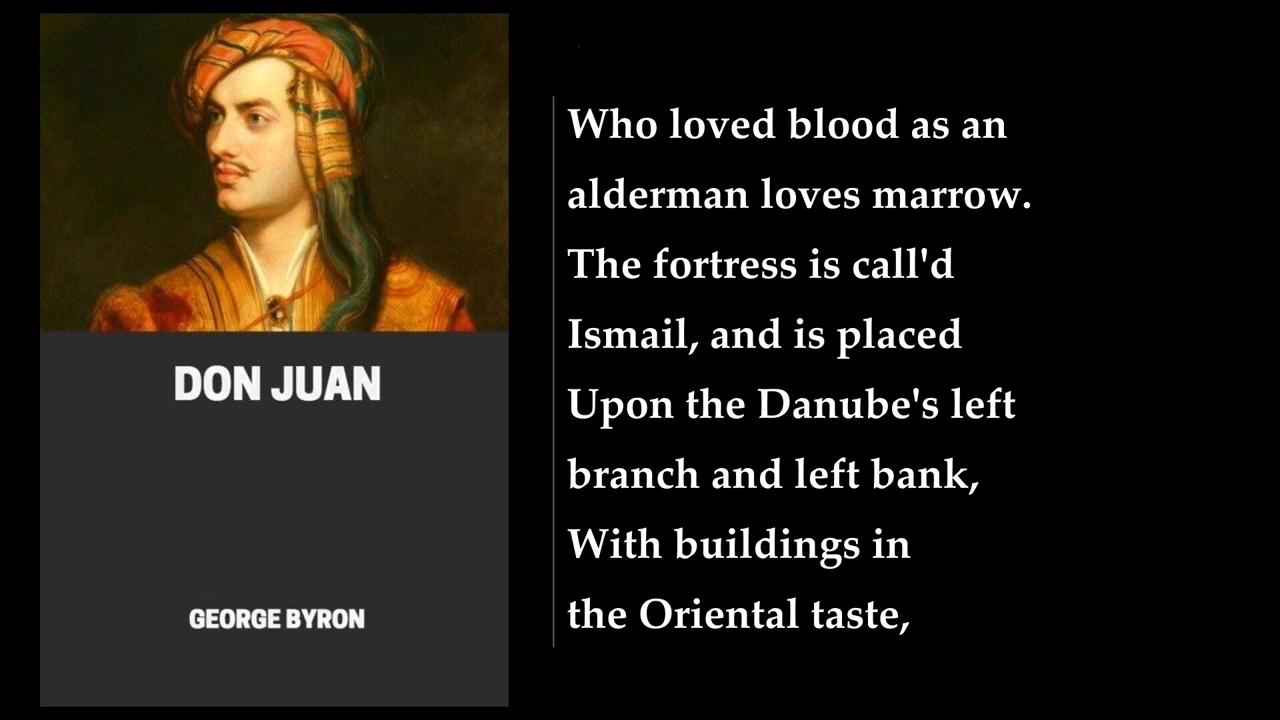 DON JUAN
GEORGE BYRON
Who loved blood as an
alderman loves marrow.
The fortress is call'd
Ismail, and is placed
Upon the Danube's left
branch and left bank,
With buildings in
the Oriental taste,